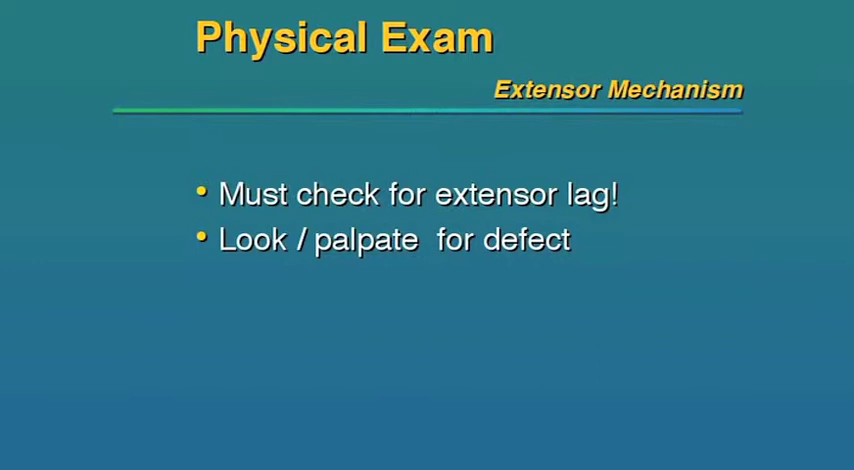 Physical Exam
Extensor Mechanism
• Must check for extensor lag!
• Look / palpate for defect